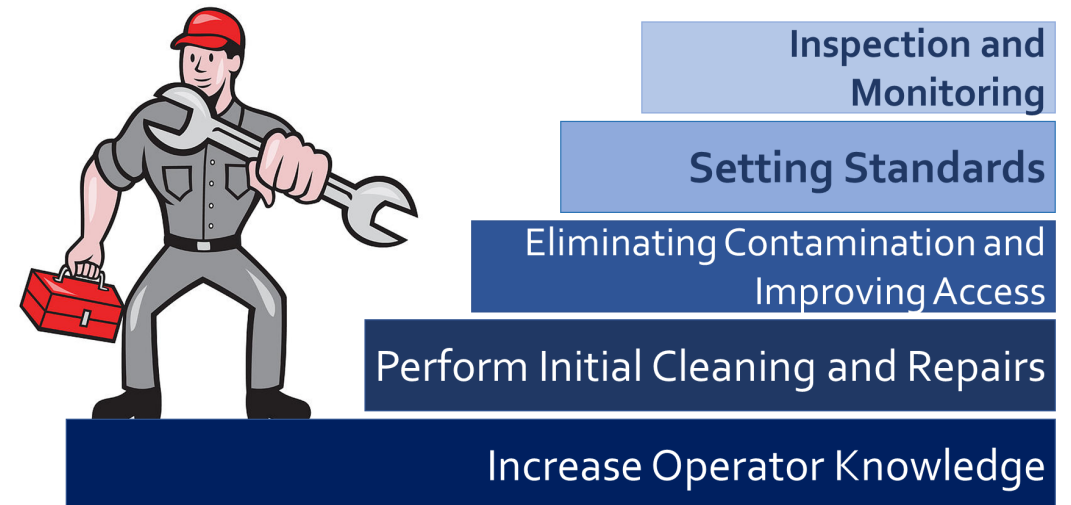 Inspection and
Monitoring
Setting Standards
Eliminating Contamination and
Improving Access
Perform Initial Cleaning and Repairs
Increase Operator Knowledge